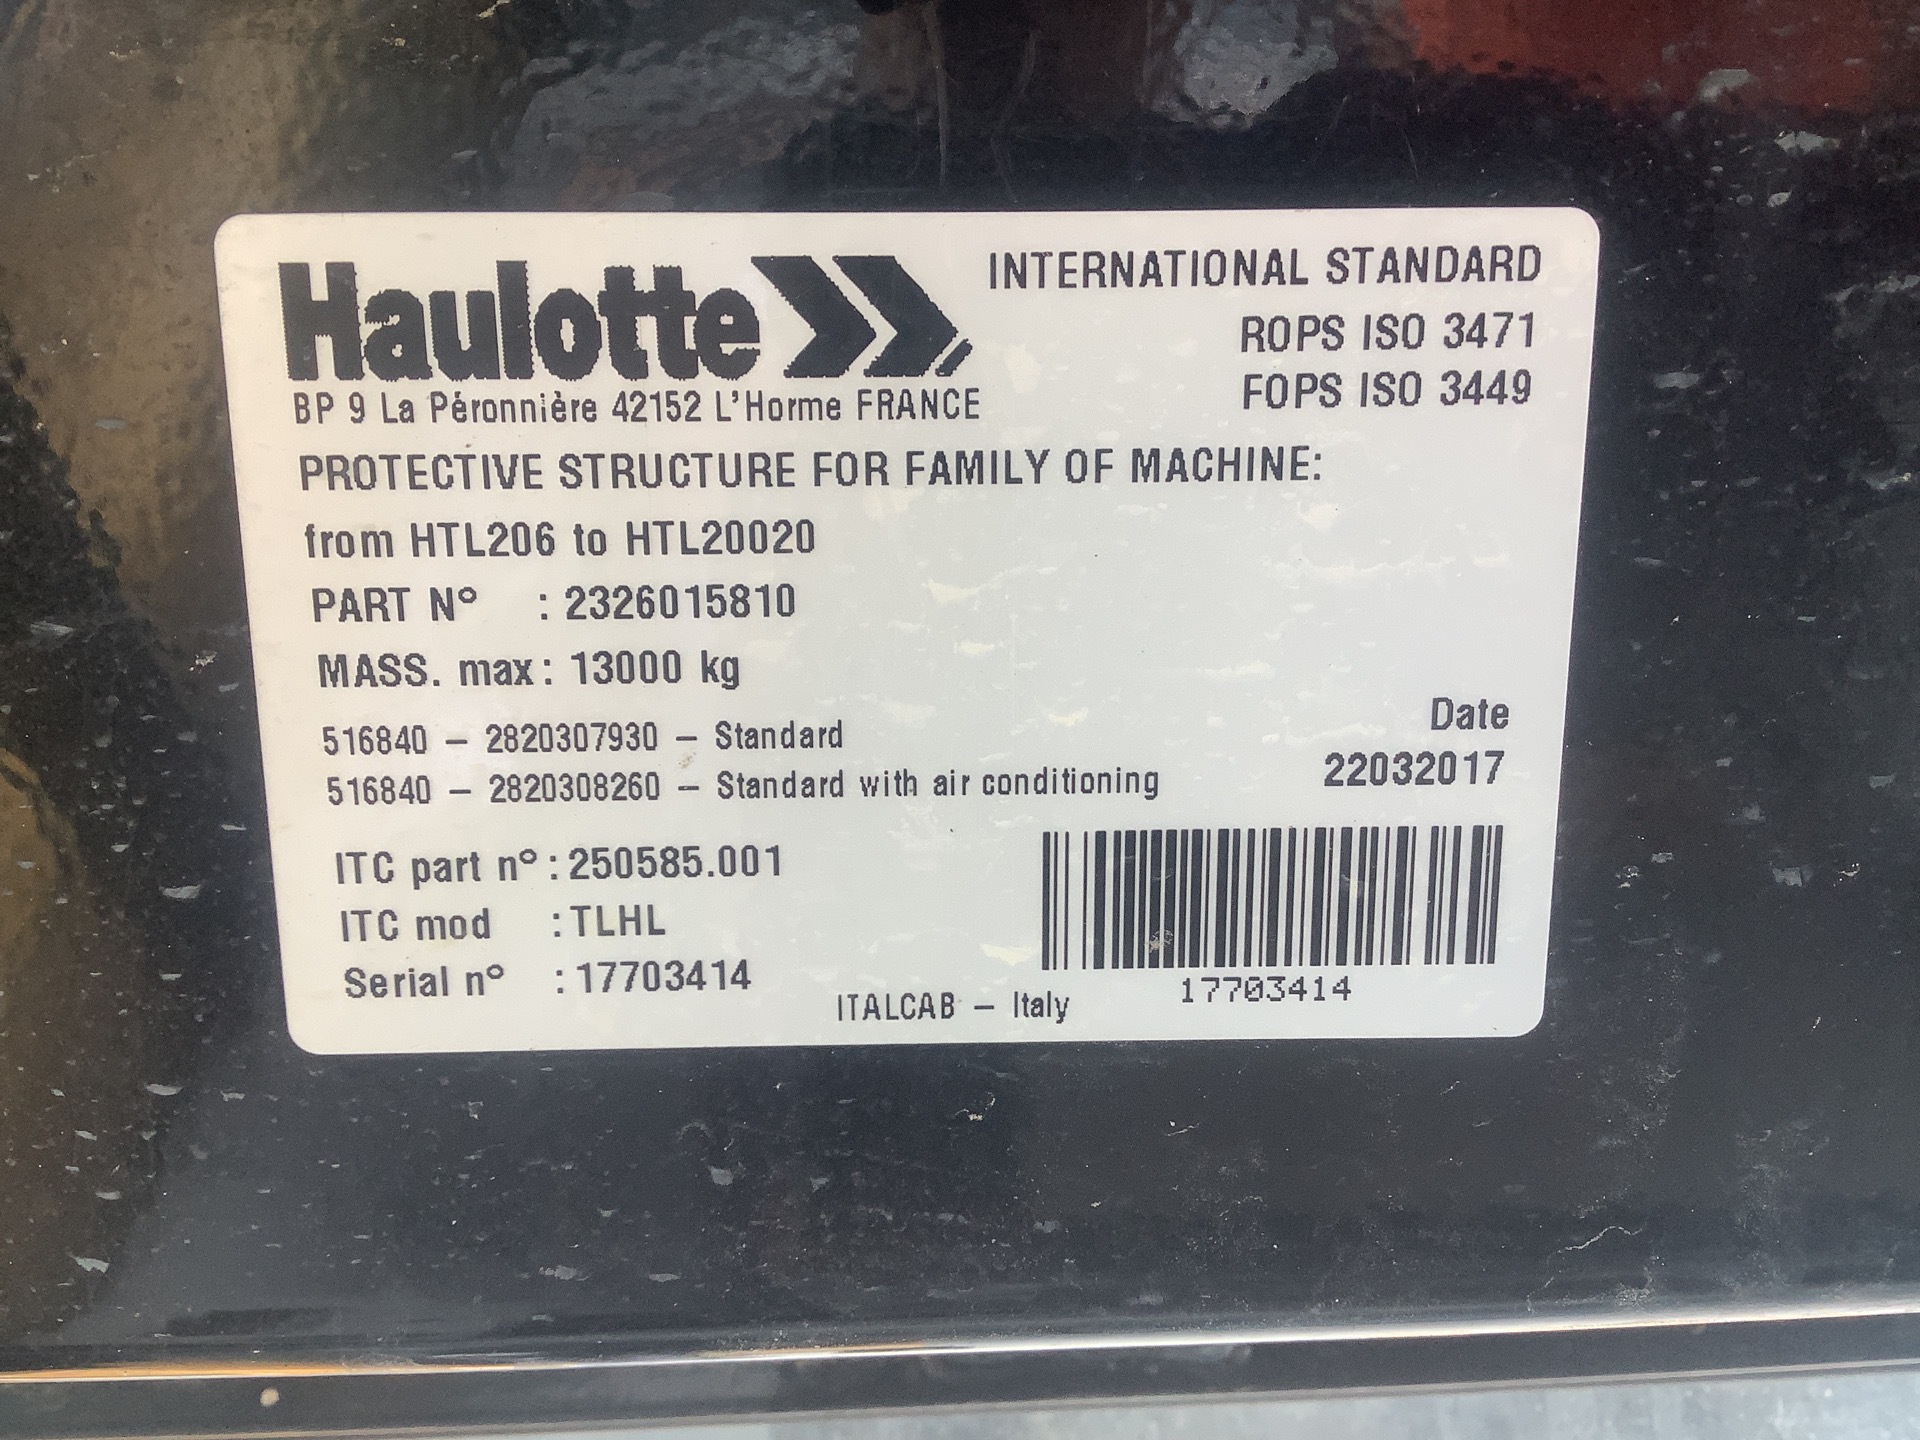 Haulotte
BP 9 La Péronnière 42152 L'Horme FRANCE
INTERNATIONAL STANDARD
ROPS ISO 3471
FOPS ISO 3449
PROTECTIVE STRUCTURE FOR FAMILY OF MACHINE:
from HTL206 to HTL20020
PART N° : 2326015810
MASS. max: 13000 kg
516840 – 2820307930 – Standard
516840 – 2820308260 – Standard with air conditioning
Date
22032017
ITC part n° : 250585.001
ITC mod : TLHL
Serial n° : 17703414
17703414
ITALCAB – Italy